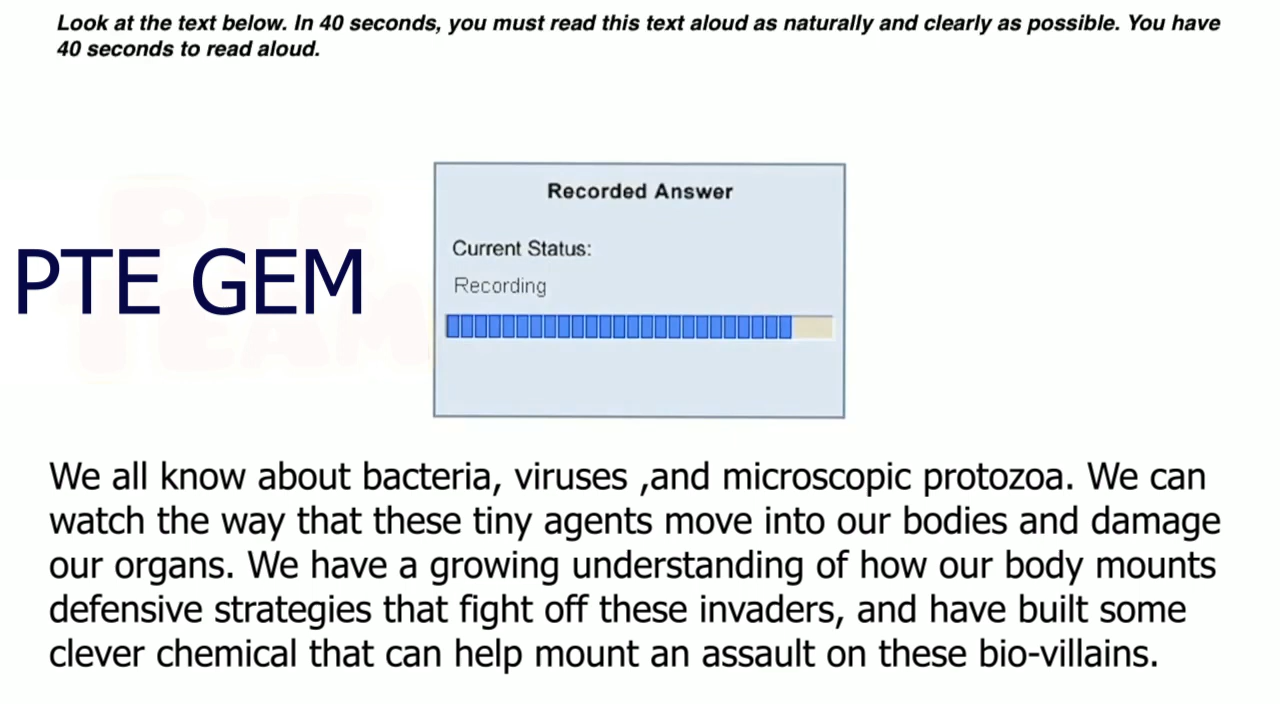 Look at the text below. In 40 seconds, you must read this text aloud as naturally and clearly as possible. You have
40 seconds to read aloud.
PTE
TEAM
Recorded Answer
Current Status:
Recording
PTE GEM
We all know about bacteria, viruses ,and microscopic protozoa. We can
watch the way that these tiny agents move into our bodies and damage
our organs. We have a growing understanding of how our body mounts
defensive strategies that fight off these invaders, and have built some
clever chemical that can help mount an assault on these bio-villains.